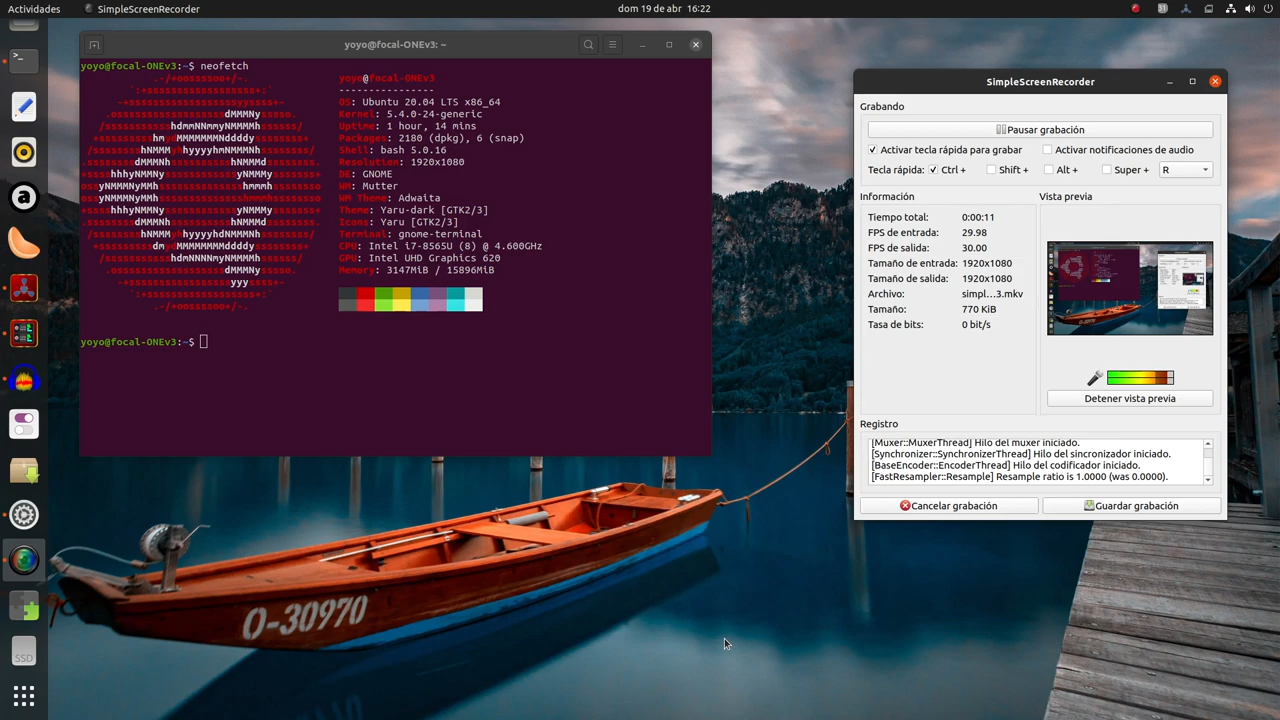 Actividades
SimpleScreenRecorder
dom 19 de abr 16:22
31
yoyo@focal-ONEv3: ~
yoyo@focal-ONEv3:~$ neofetch
yoyo@focal-ONEv3
----------------
OS: Ubuntu 20.04 LTS x86_64
Kernel: 5.4.0-24-generic
Uptime: 1 hour, 14 mins
Packages: 2180 (dpkg), 6 (snap)
Shell: bash 5.0.16
Resolution: 1920x1080
DE: GNOME
WM: Mutter
WM Theme: Adwaita
Theme: Yaru-dark [GTK2/3]
Icons: Yaru [GTK2/3]
Terminal: gnome-terminal
CPU: Intel i7-8565U (8) @ 4.600GHz
GPU: Intel UHD Graphics 620
Memory: 3147MiB / 15896MiB
yoyo@focal-ONEv3:~$
SimpleScreenRecorder
Grabando
Pausar grabación
Activar tecla rápida para grabar
Activar notificaciones de audio
Tecla rápida: Ctrl + Shift + Alt + Super + R
Información
Vista previa
Tiempo total: 0:00:11
FPS de entrada: 29.98
FPS de salida: 30.00
Tamaño de entrada: 1920x1080
Tamaño de salida: 1920x1080
Archivo: simpl...3.mkv
Tamaño: 770 KiB
Tasa de bits: 0 bit/s
Detener vista previa
Registro
[Muxer::MuxerThread] Hilo del muxer iniciado.
[Synchronizer::SynchronizerThread] Hilo del sincronizador iniciado.
[BaseEncoder::EncoderThread] Hilo del codificador iniciado.
[FastResampler::Resample] Resample ratio is 1.0000 (was 0.0000).
Cancelar grabación
Guardar grabación
O-30970
SSD